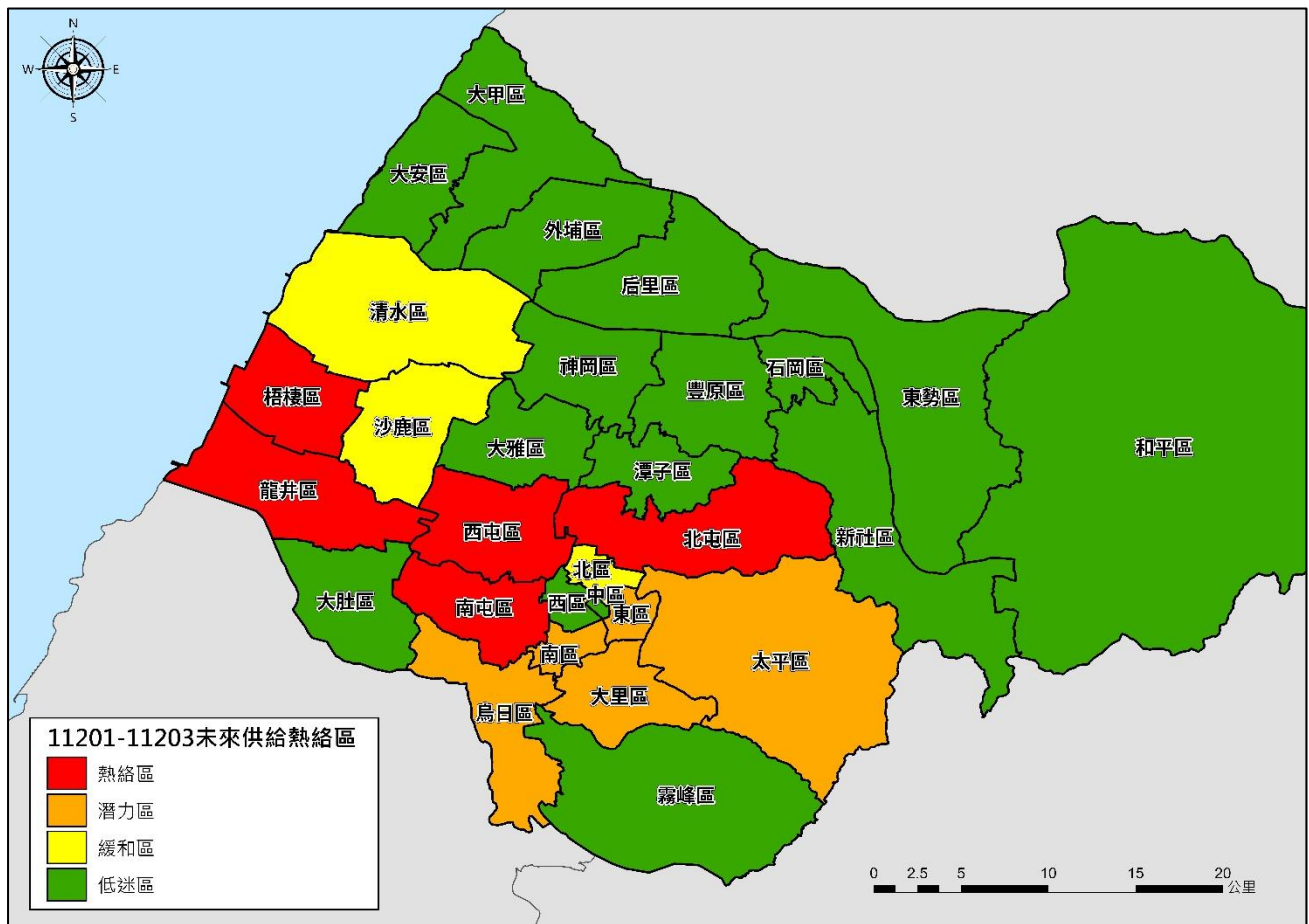 N
W
E
S
大甲區
大安區
外埔區
后里區
清水區
神岡區
豐原區
石岡區
東勢區
和平區
梧棲區
沙鹿區
大雅區
潭子區
龍井區
西屯區
北屯區
新社區
北區
大肚區
南屯區
西區
中區
東區
南區
太平區
大里區
烏日區
霧峰區
11201-11203未來供給熱絡區
熱絡區
潛力區
緩和區
低迷區
0 2.5 5 10 15 20
公里